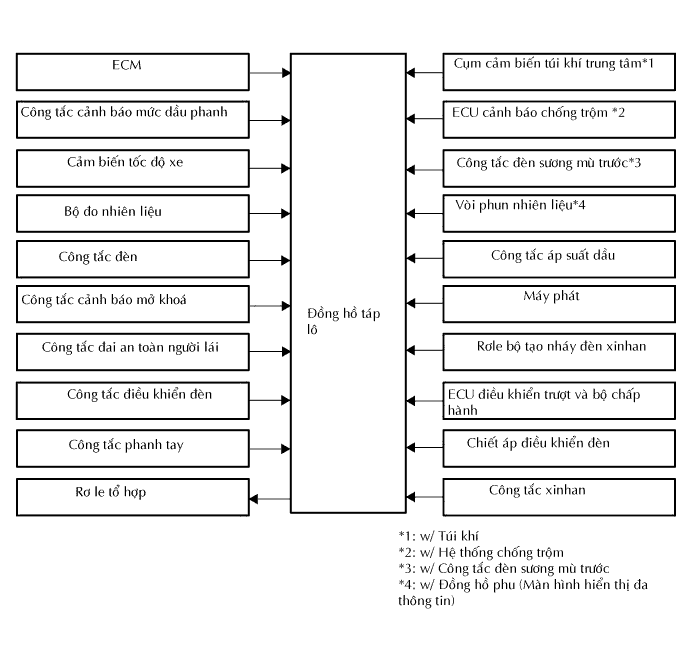 ECM
Công tắc cảnh báo mức dầu phanh
Cảm biến tốc độ xe
Bộ đo nhiên liệu
Công tắc đèn
Công tắc cảnh báo mở khoá
Công tắc đai an toàn người lái
Công tắc điều khiển đèn
Công tắc phanh tay
Rơ le tổ hợp
Đồng hồ táp
lô
Cụm cảm biến túi khí trung tâm*1
ECU cảnh báo chống trộm *2
Công tắc đèn sương mù trước*3
Vòi phun nhiên liệu*4
Công tắc áp suất dầu
Máy phát
Rơle bộ tạo nháy đèn xinhan
ECU điều khiển trượt và bộ chấp
hành
Chiết áp điều khiển đèn
Công tắc xinhan
*1: w/ Túi khí
*2: w/ Hệ thống chống trộm
*3: w/ Công tắc đèn sương mù trước
*4: w/ Đồng hồ phu (Màn hình hiển thị đa
thông tin)